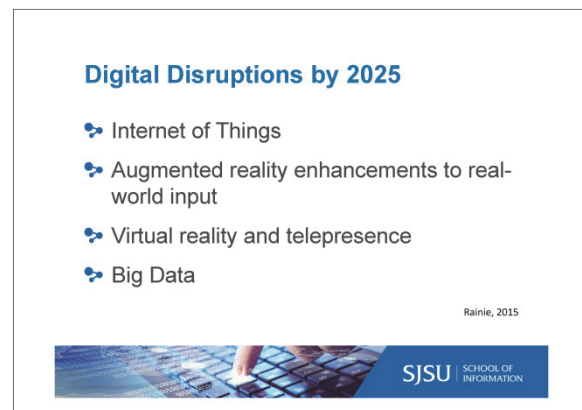 Digital Disruptions by 2025
Internet of Things
Augmented reality enhancements to real-
world input
Virtual reality and telepresence
Big Data
Rainie, 2015
SJSU SCHOOL OF
INFORMATION